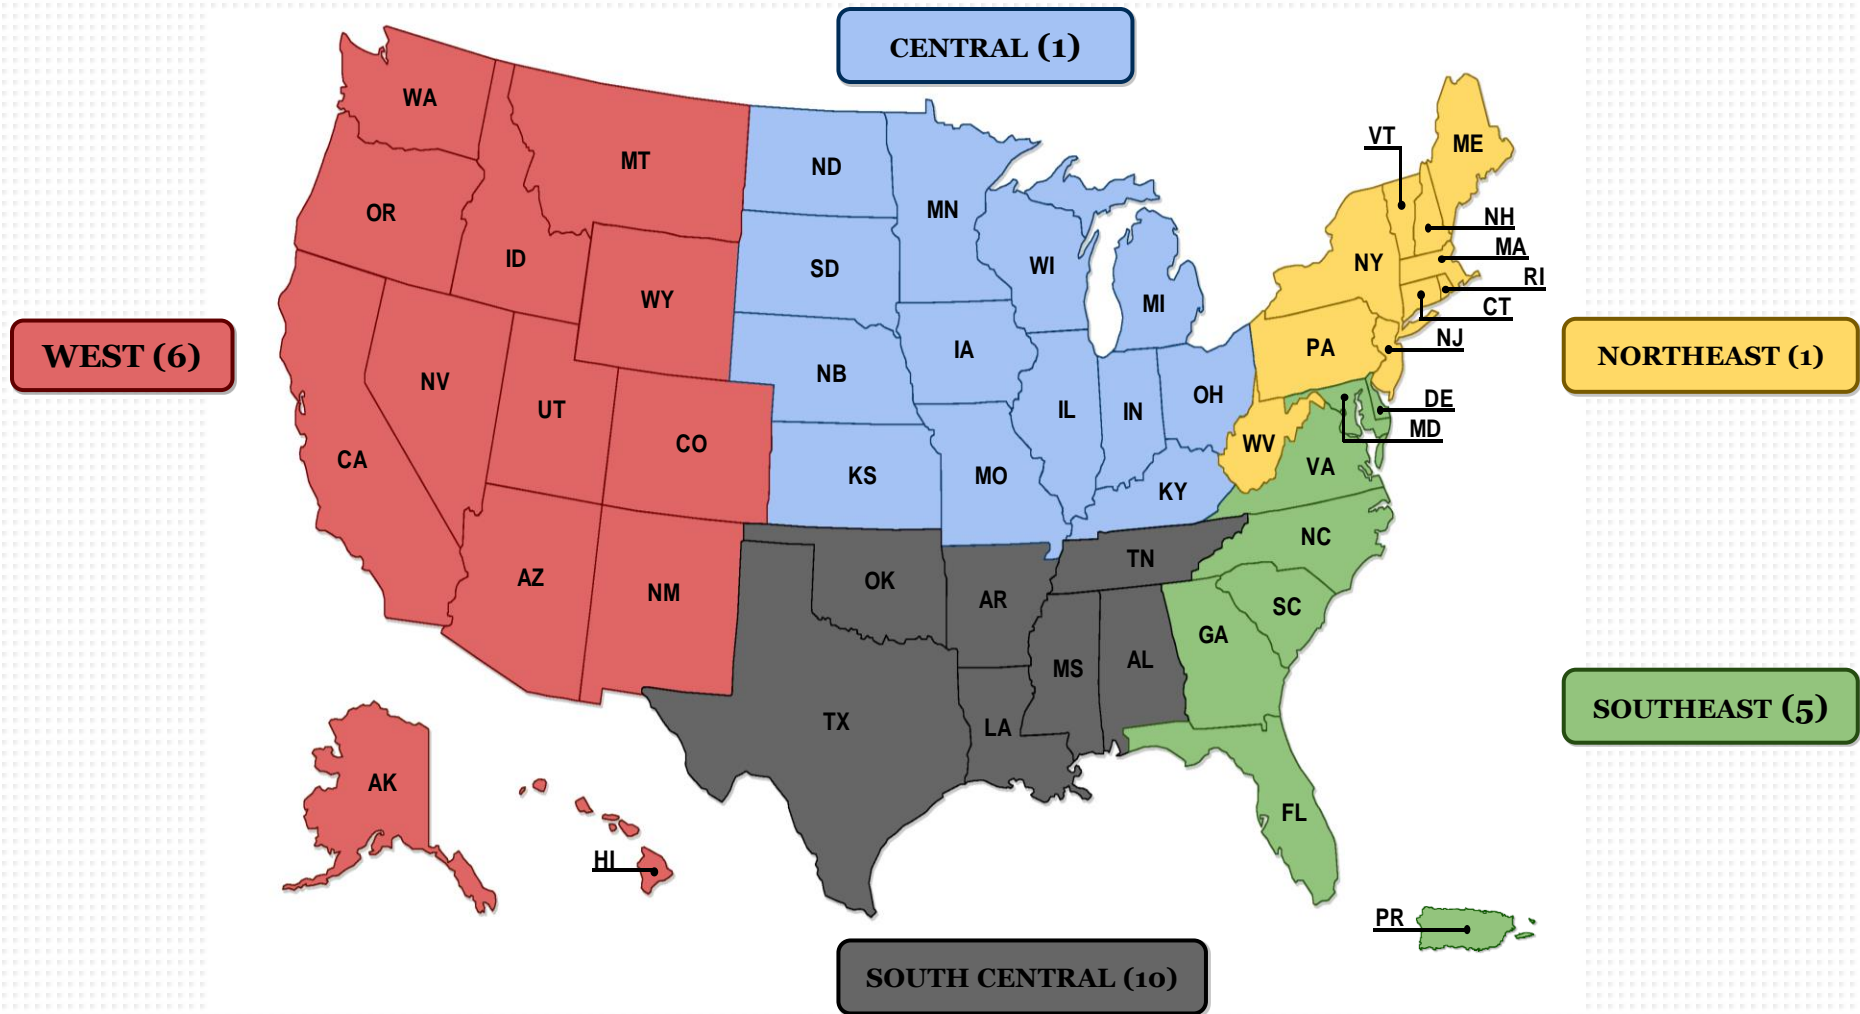 CENTRAL (1)
WA
MT
ND
MN
VT
ME
OR
ID
SD
WI
NH
MA
NY
RI
WY
MI
CT
WEST (6)
NV
UT
NB
IA
PA
NJ
NORTHEAST (1)
CO
IL
IN
OH
DE
MD
CA
KS
MO
KY
WV
VA
AZ
NM
OK
AR
TN
NC
SC
GA
MS
AL
TX
LA
SOUTHEAST (5)
AK
HI
FL
PR
SOUTH CENTRAL (10)